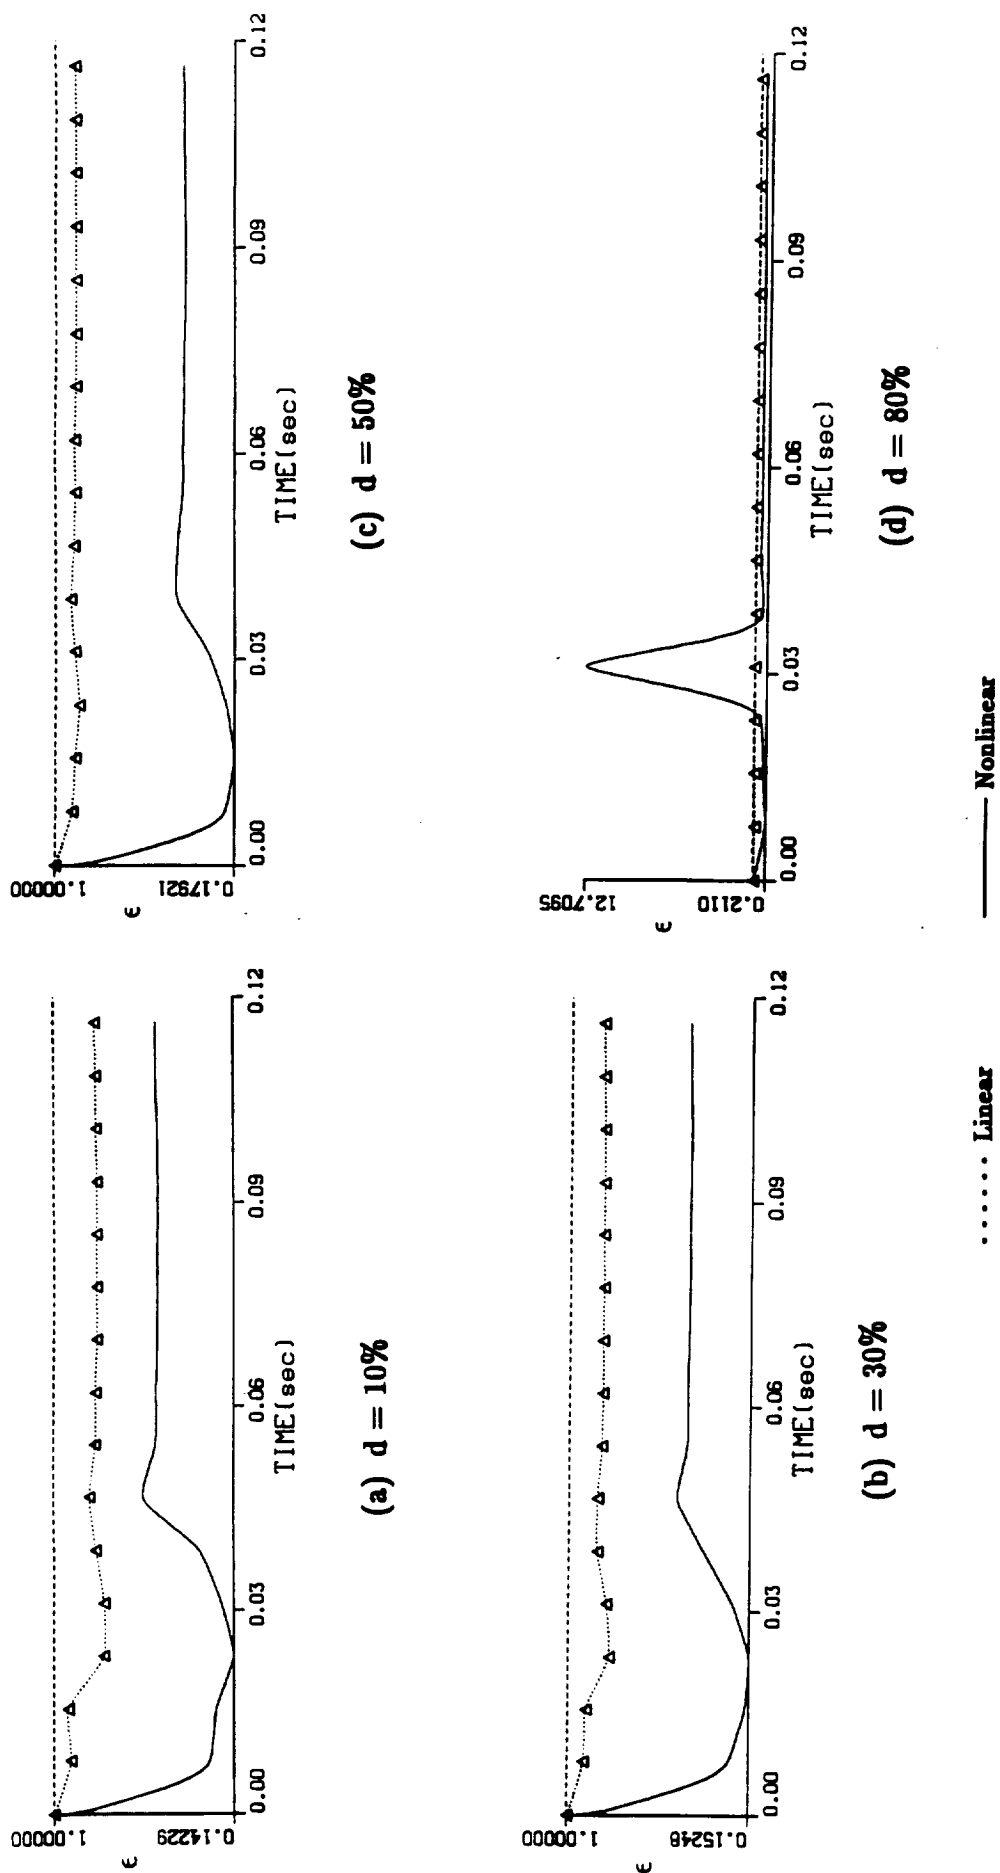 ε
1.00000
0.14229
0.00
0.03
0.06
0.09
0.12
TIME(sec)
(a) d = 10%
ε
1.00000
0.15248
0.00
0.03
0.06
0.09
0.12
TIME(sec)
(b) d = 30%
ε
1.00000
0.17921
0.00
0.03
0.06
0.09
0.12
TIME(sec)
(c) d = 50%
ε
12.7095
0.2110
0.00
0.03
0.06
0.09
0.12
TIME(sec)
(d) d = 80%
...... Linear
—— Nonlinear